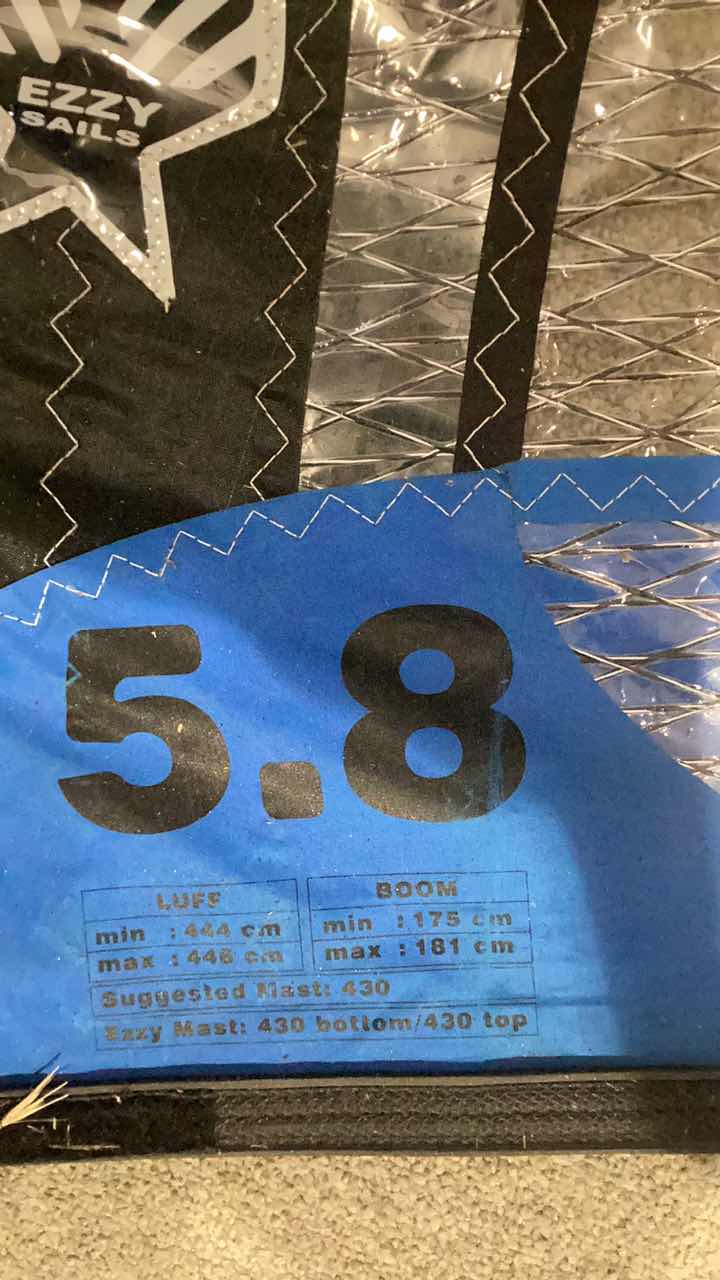 EZZY
SAILS
5.8
LUFF
min : 444 cm
max : 446 cm
BOOM
min : 175 cm
max : 181 cm
Suggested Mast: 430
Ezzy Mast: 430 bottom/430 top